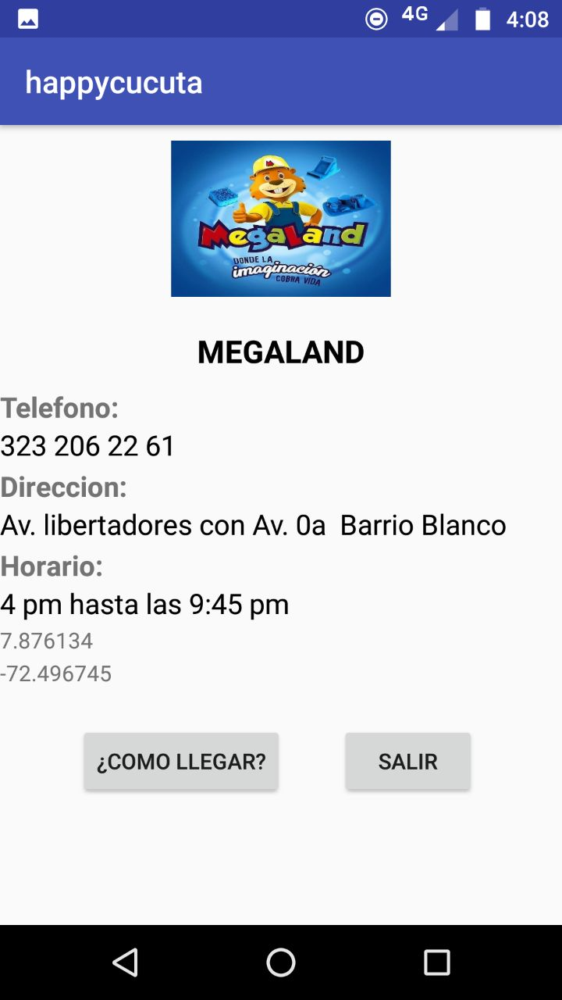 4G 4:08
happycucuta
MegaLand
DONDE LA
imaginación
COBRA VIDA
MEGALAND
Telefono:
323 206 22 61
Direccion:
Av. libertadores con Av. 0a  Barrio Blanco
Horario:
4 pm hasta las 9:45 pm
7.876134
-72.496745
¿COMO LLEGAR? SALIR